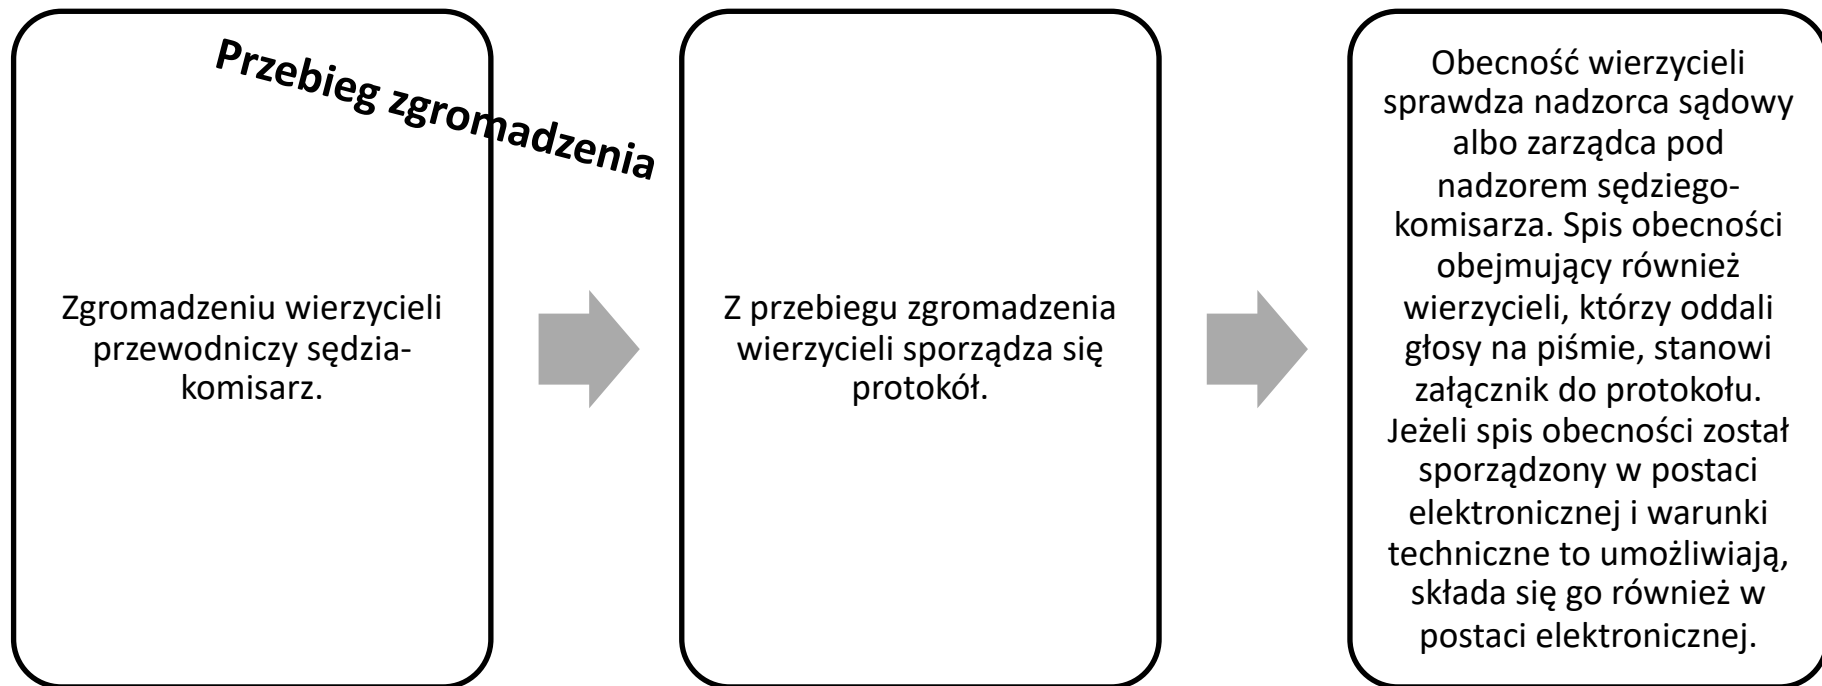 Przebieg zgromadzenia
Zgromadzeniu wierzycieli
przewodniczy sędzia-
komisarz.
Z przebiegu zgromadzenia
wierzycieli sporządza się
protokół.
Obecność wierzycieli
sprawdza nadzorca sądowy
albo zarządca pod
nadzorem sędziego-
komisarza. Spis obecności
obejmujący również
wierzycieli, którzy oddali
głosy na piśmie, stanowi
załącznik do protokołu.
Jeżeli spis obecności został
sporządzony w postaci
elektronicznej i warunki
techniczne to umożliwiają,
składa się go również w
postaci elektronicznej.